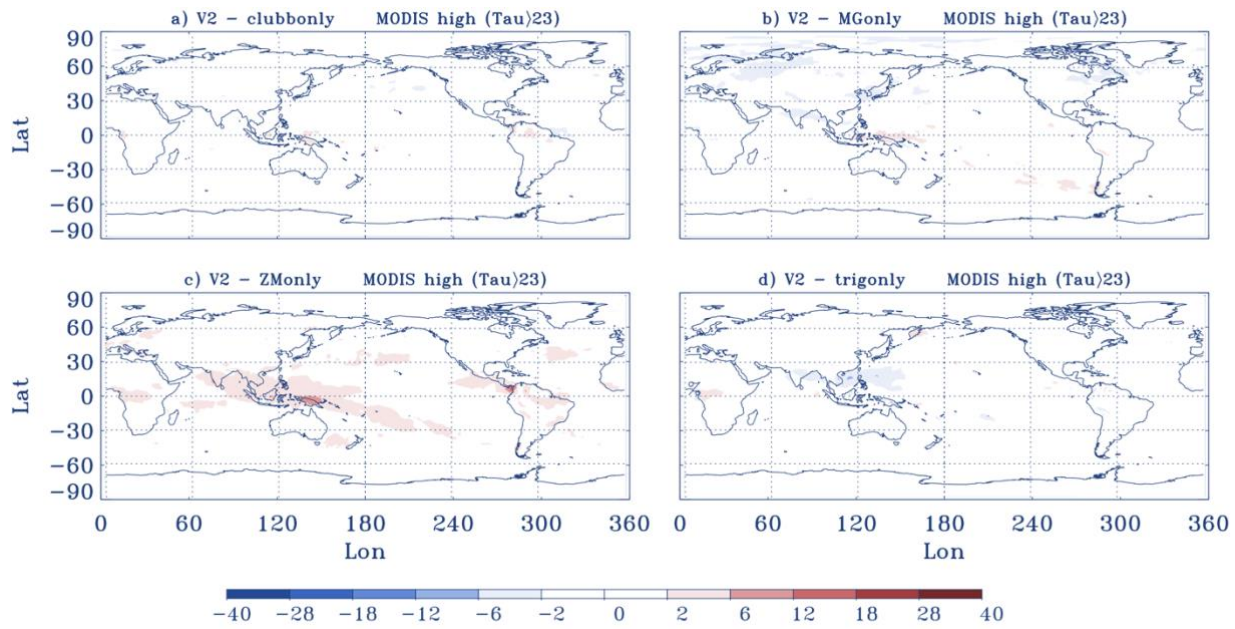 a) V2 - clubbonly MODIS high (Tau⟩23)
b) V2 - MGonly MODIS high (Tau⟩23)
90
60
30
0
-30
-60
-90
Lat
c) V2 - ZMonly MODIS high (Tau⟩23)
d) V2 - trigonly MODIS high (Tau⟩23)
90
60
30
0
-30
-60
-90
Lat
0 60 120 180 240 300 360
0 60 120 180 240 300 360
Lon
Lon
-40 -28 -18 -12 -6 -2 0 2 6 12 18 28 40